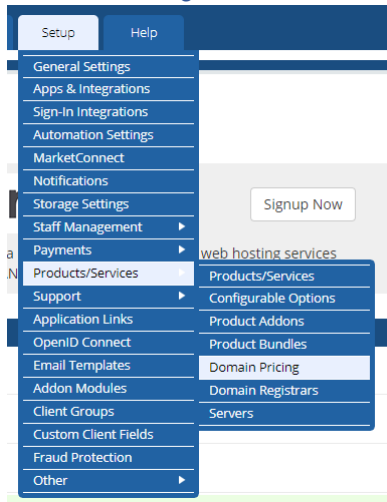 Setup
Help
General Settings
Apps & Integrations
Sign-In Integrations
Automation Settings
MarketConnect
Notifications
Storage Settings
Signup Now
Staff Management
Payments
web hosting services
Products/Services
Products/Services
Support
Configurable Options
Application Links
Product Addons
OpenID Connect
Product Bundles
Email Templates
Domain Pricing
Addon Modules
Domain Registrars
Client Groups
Servers
Custom Client Fields
Fraud Protection
Other